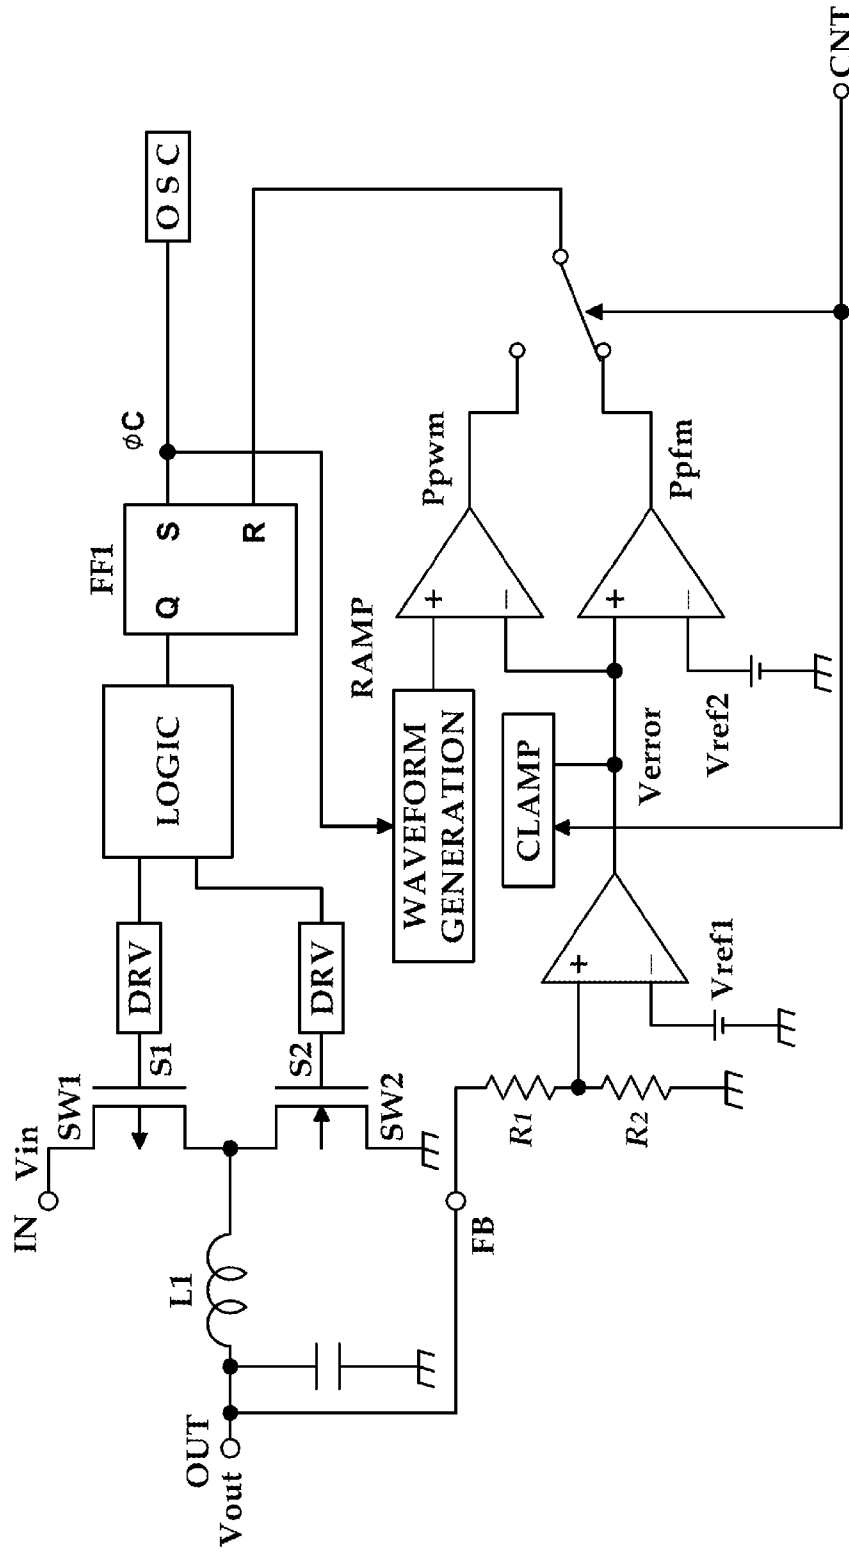 IN
Vin
SW1
S1
DRV
LOGIC
FF1
Q
S
R
øC
OSC
OUT
Vout
L1
SW2
S2
DRV
FB
R1
R2
+
−
Vref1
WAVEFORM
GENERATION
RAMP
CLAMP
Verror
+
−
Ppwm
+
−
Ppfm
Vref2
CNT